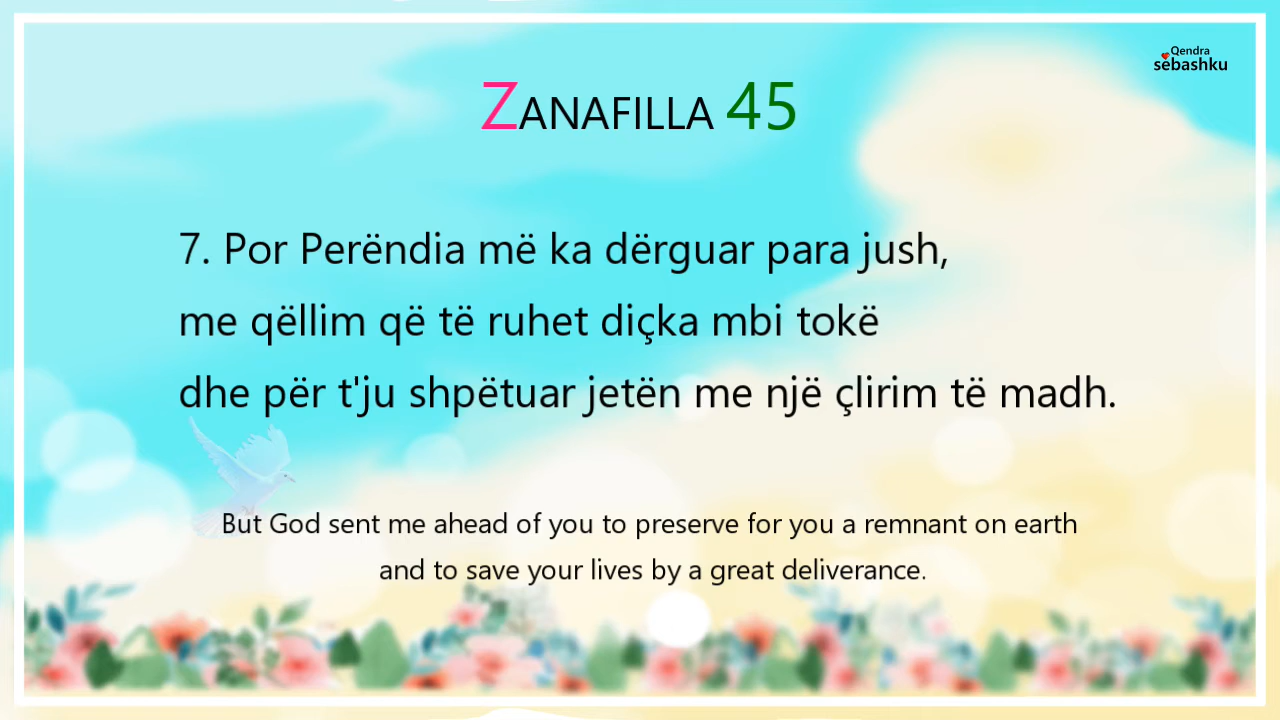 Qendra
sëbashku
ZANAFILLA 45
7. Por Perëndia më ka dërguar para jush,
me qëllim që të ruhet diçka mbi tokë
dhe për t'ju shpëtuar jetën me një çlirim të madh.
But God sent me ahead of you to preserve for you a remnant on earth
and to save your lives by a great deliverance.